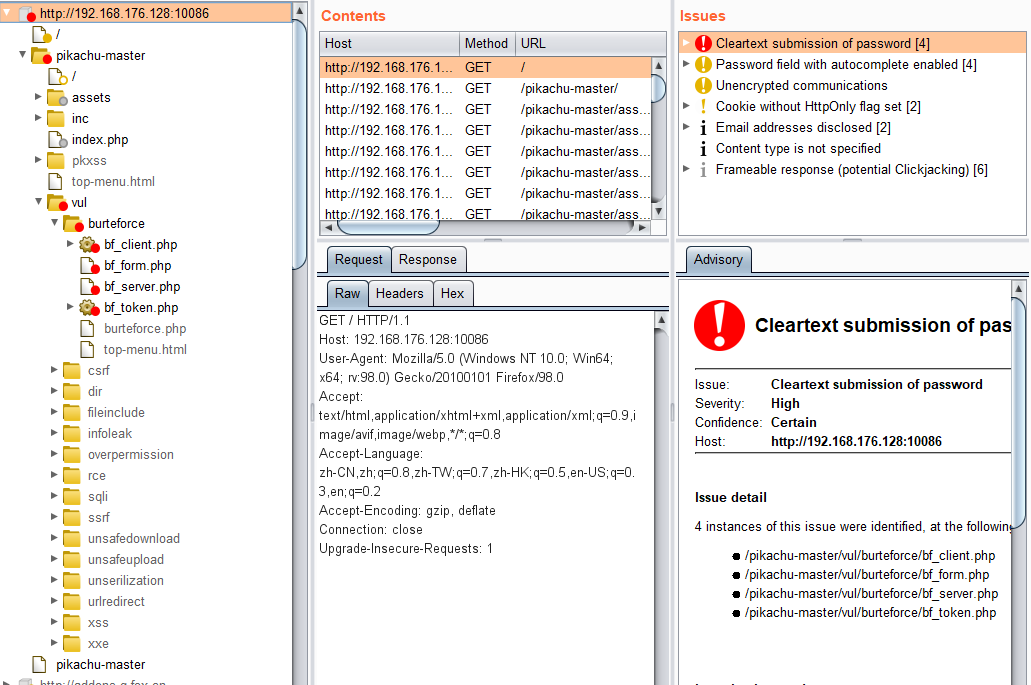 http://192.168.176.128:10086
/
pikachu-master
/
assets
inc
index.php
pkxss
top-menu.html
vul
burteforce
bf_client.php
bf_form.php
bf_server.php
bf_token.php
burteforce.php
top-menu.html
csrf
dir
fileinclude
infoleak
overpermission
rce
sqli
ssrf
unsafedownload
unsafeupload
unserilization
urlredirect
xss
xxe
pikachu-master
Contents
Host Method URL
http://192.168.176.1... GET /
http://192.168.176.1... GET /pikachu-master/
http://192.168.176.1... GET /pikachu-master/ass...
http://192.168.176.1... GET /pikachu-master/ass...
http://192.168.176.1... GET /pikachu-master/ass...
http://192.168.176.1... GET /pikachu-master/ass...
http://192.168.176.1... GET /pikachu-master/ass...
http://192.168.176.1... GET /pikachu-master/ass...
Request Response
Raw Headers Hex
GET / HTTP/1.1
Host: 192.168.176.128:10086
User-Agent: Mozilla/5.0 (Windows NT 10.0; Win64;
x64; rv:98.0) Gecko/20100101 Firefox/98.0
Accept:
text/html,application/xhtml+xml,application/xml;q=0.9,i
mage/avif,image/webp,*/*;q=0.8
Accept-Language:
zh-CN,zh;q=0.8,zh-TW;q=0.7,zh-HK;q=0.5,en-US;q=0.
3,en;q=0.2
Accept-Encoding: gzip, deflate
Connection: close
Upgrade-Insecure-Requests: 1
Issues
Cleartext submission of password [4]
Password field with autocomplete enabled [4]
Unencrypted communications
Cookie without HttpOnly flag set [2]
Email addresses disclosed [2]
Content type is not specified
Frameable response (potential Clickjacking) [6]
Advisory
Cleartext submission of pas
Issue: Cleartext submission of password
Severity: High
Confidence: Certain
Host: http://192.168.176.128:10086
Issue detail
4 instances of this issue were identified, at the following
/pikachu-master/vul/burteforce/bf_client.php
/pikachu-master/vul/burteforce/bf_form.php
/pikachu-master/vul/burteforce/bf_server.php
/pikachu-master/vul/burteforce/bf_token.php